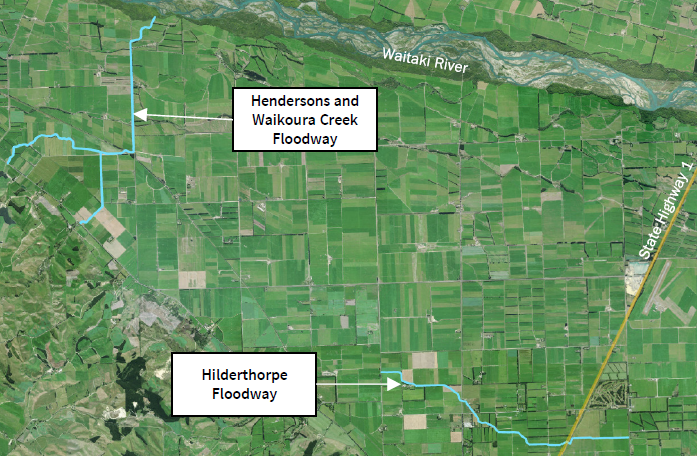 Waitaki River
Hendersons and
Waikoura Creek
Floodway
State Highway 1
Hilderthorpe
Floodway